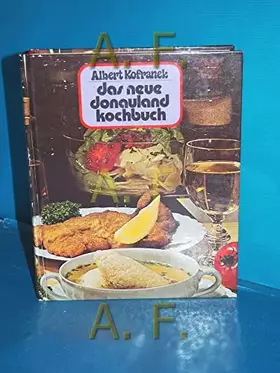 A. F.
Albert Kofranek
das neue
donauland
kochbuch
A. F.
A. F.